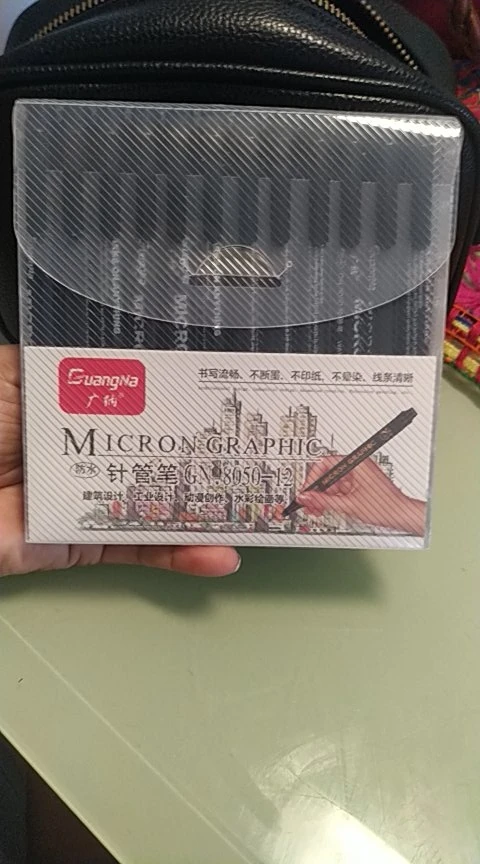 GuangNa
广纳®
书写流畅、不断墨、不印纸、不晕染、线条清晰
MICRON GRAPHIC
防水 针管笔 GN.8050-12
建筑设计、工业设计、动漫创作、水彩绘画等
MICRON GRAPHIC